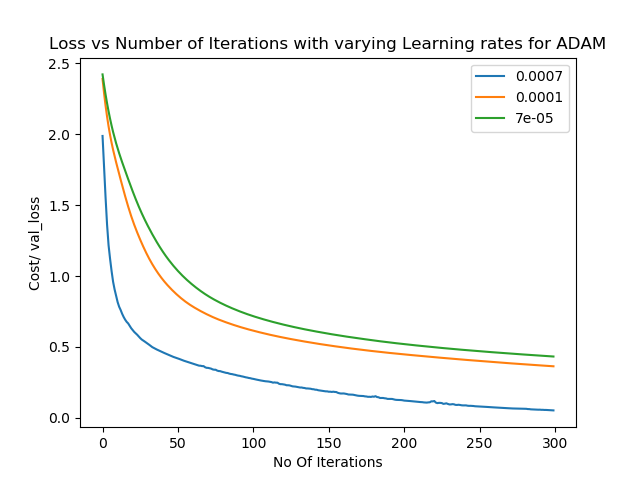 Loss vs Number of Iterations with varying Learning rates for ADAM
2.5
2.0
1.5
1.0
0.5
0.0
Cost/ val_loss
0.0007
0.0001
7e-05
0 50 100 150 200 250 300
No Of Iterations